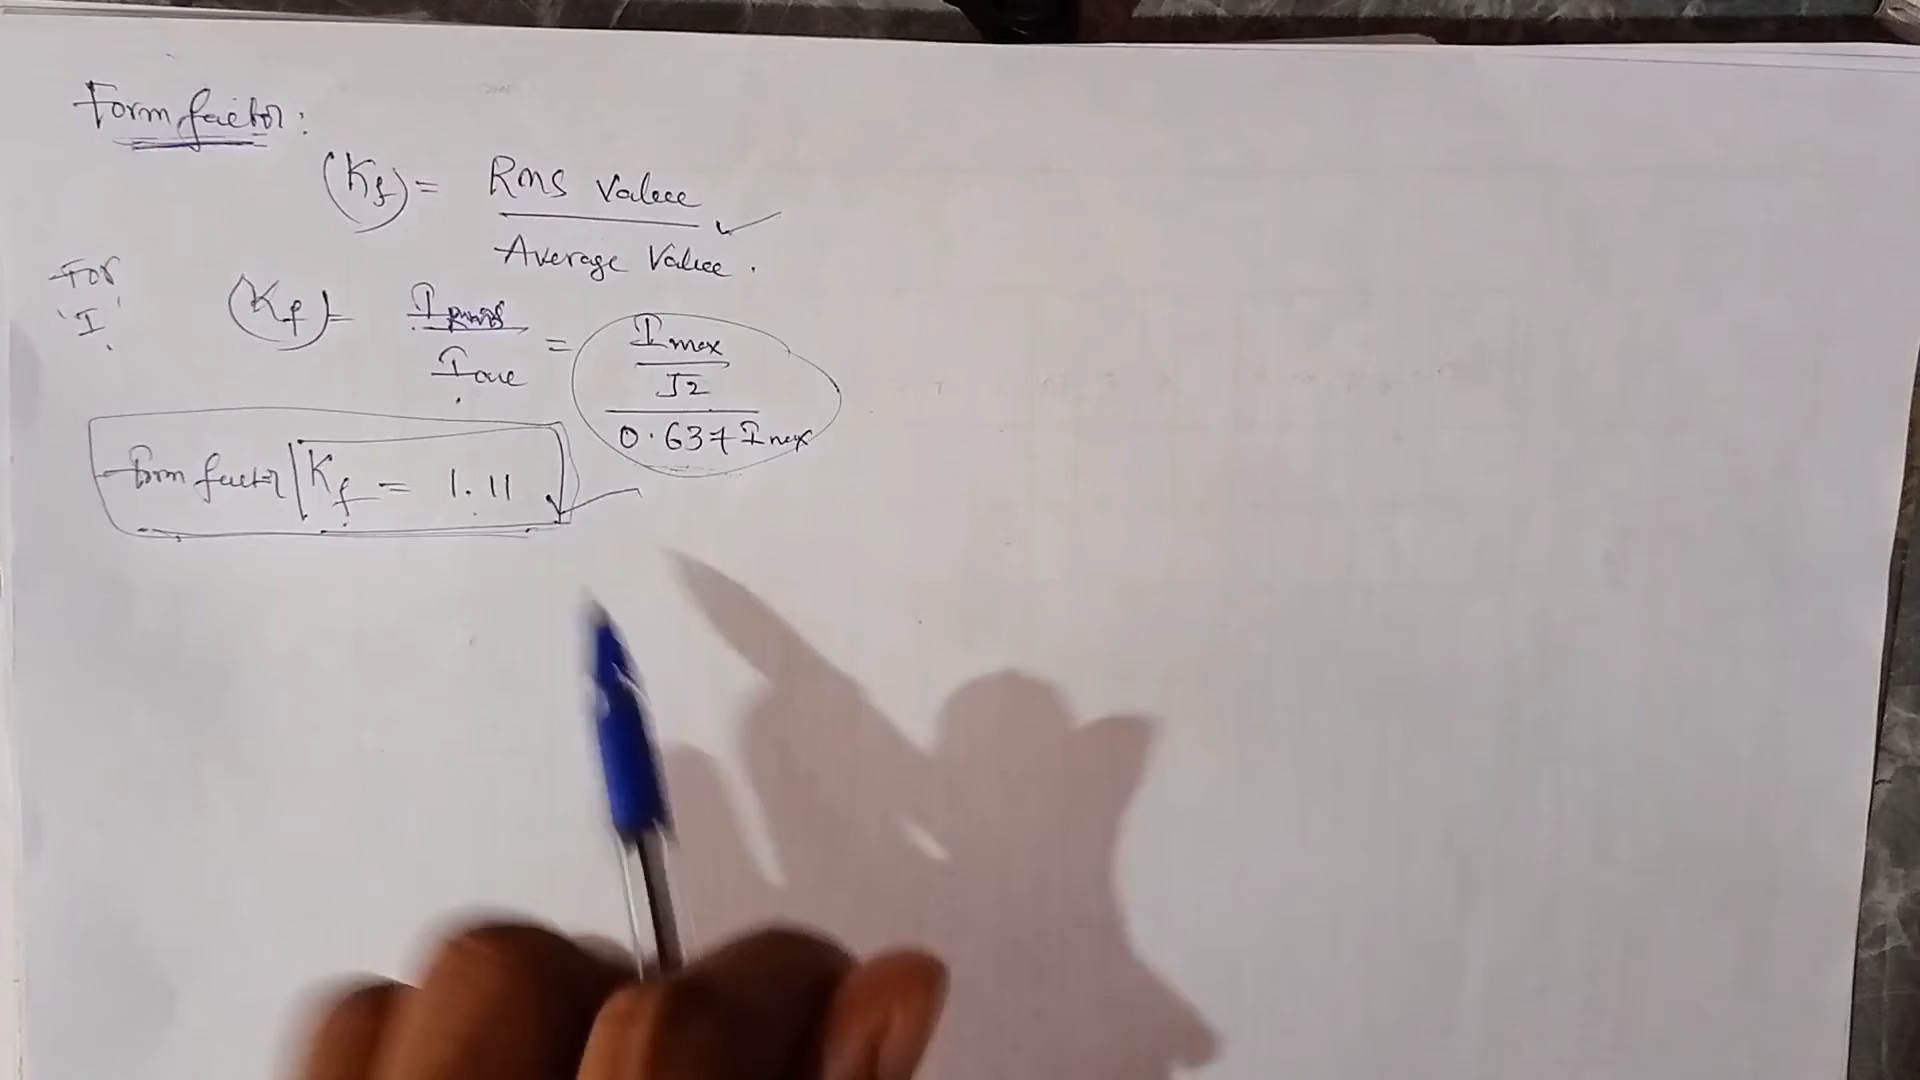 Form factor:
(Kf) = Rms Value
Average Value.
For 'I'
(Kf) = Irms / Iave = Imax / √2 / 0.637 Imax
form factor Kf = 1.11